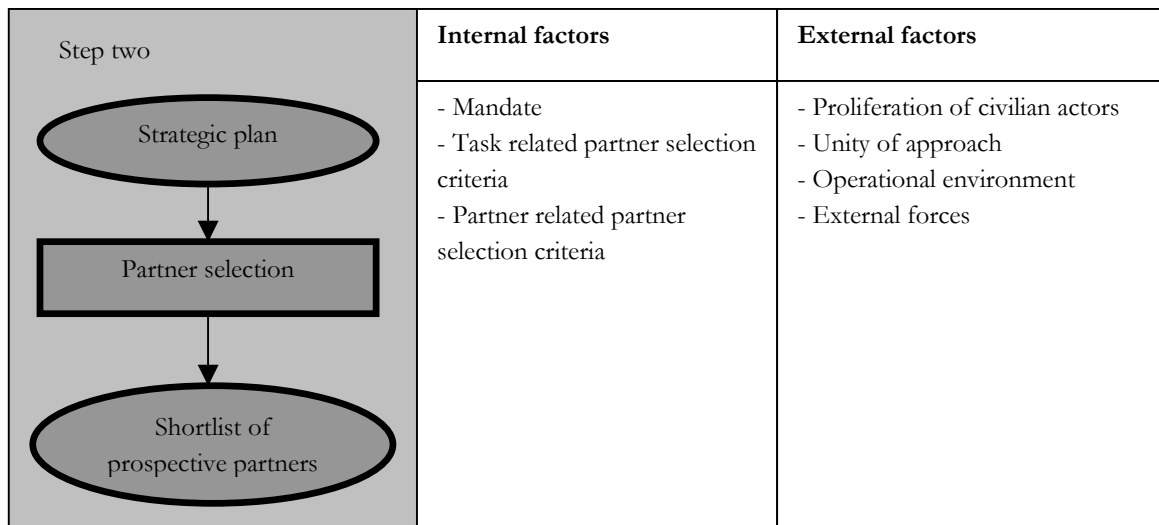 Step two
Strategic plan
Partner selection
Shortlist of
prospective partners
Internal factors
- Mandate
- Task related partner selection
criteria
- Partner related partner
selection criteria
External factors
- Proliferation of civilian actors
- Unity of approach
- Operational environment
- External forces